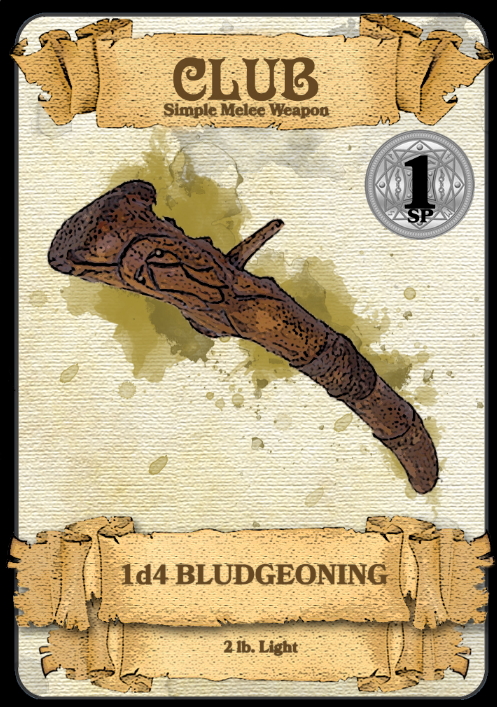 CLUB
Simple Melee Weapon
1
SP
1d4 BLUDGEONING
2 lb. Light